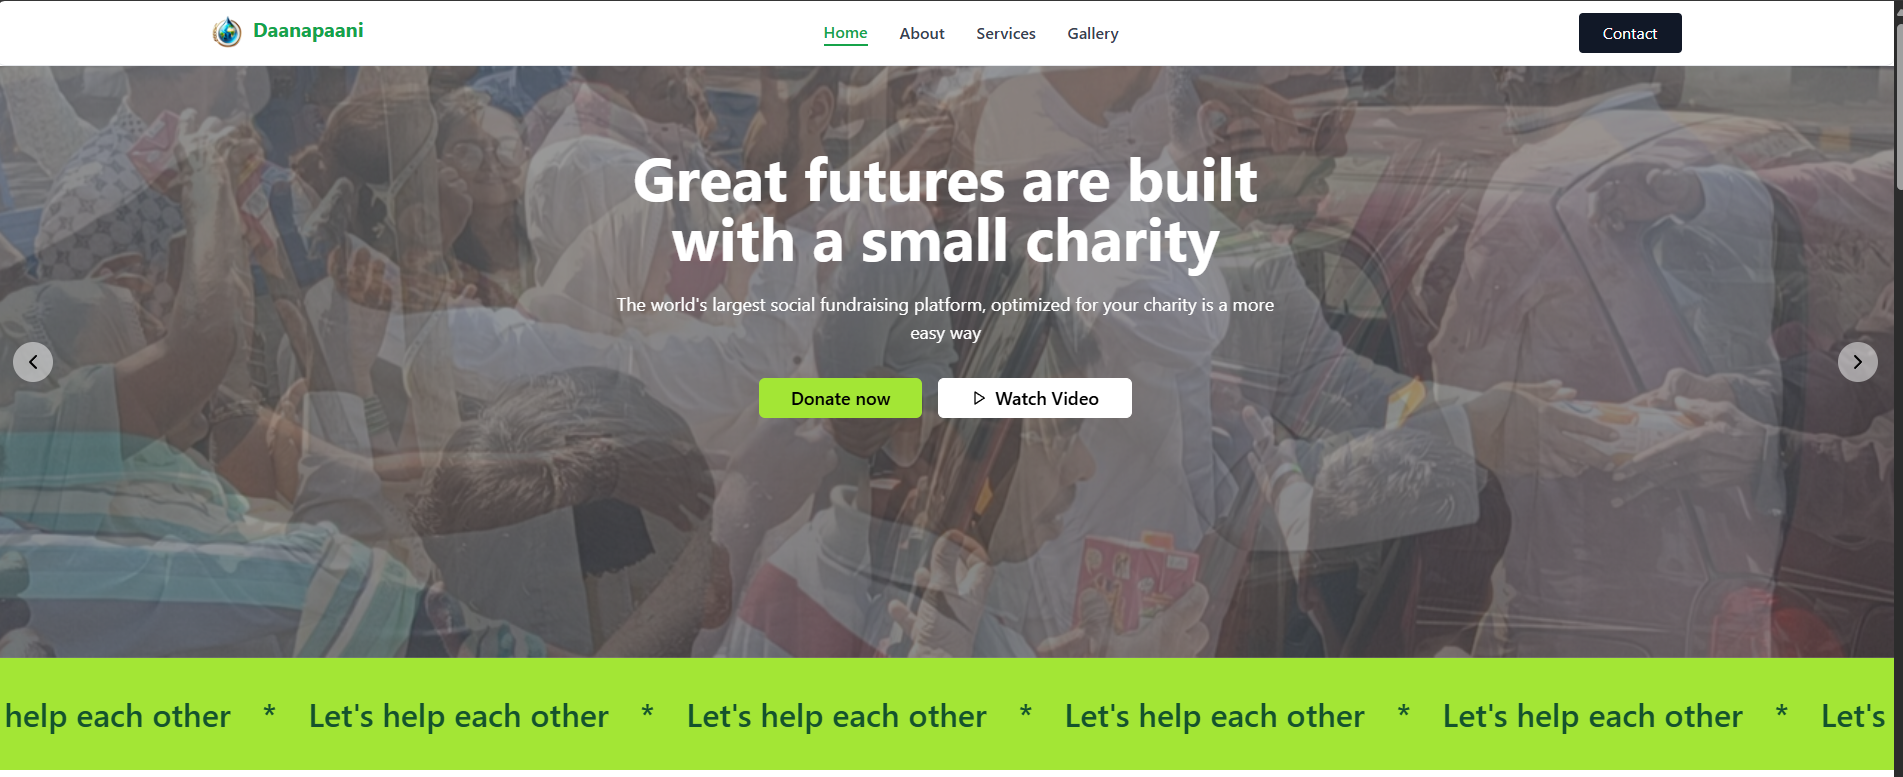 Daanapaani
Home
About
Services
Gallery
Contact
Great futures are built
with a small charity
The world's largest social fundraising platform, optimized for your charity is a more
easy way
Donate now
Watch Video
help each other * Let's help each other * Let's help each other * Let's help each other * Let's help each other * Let's